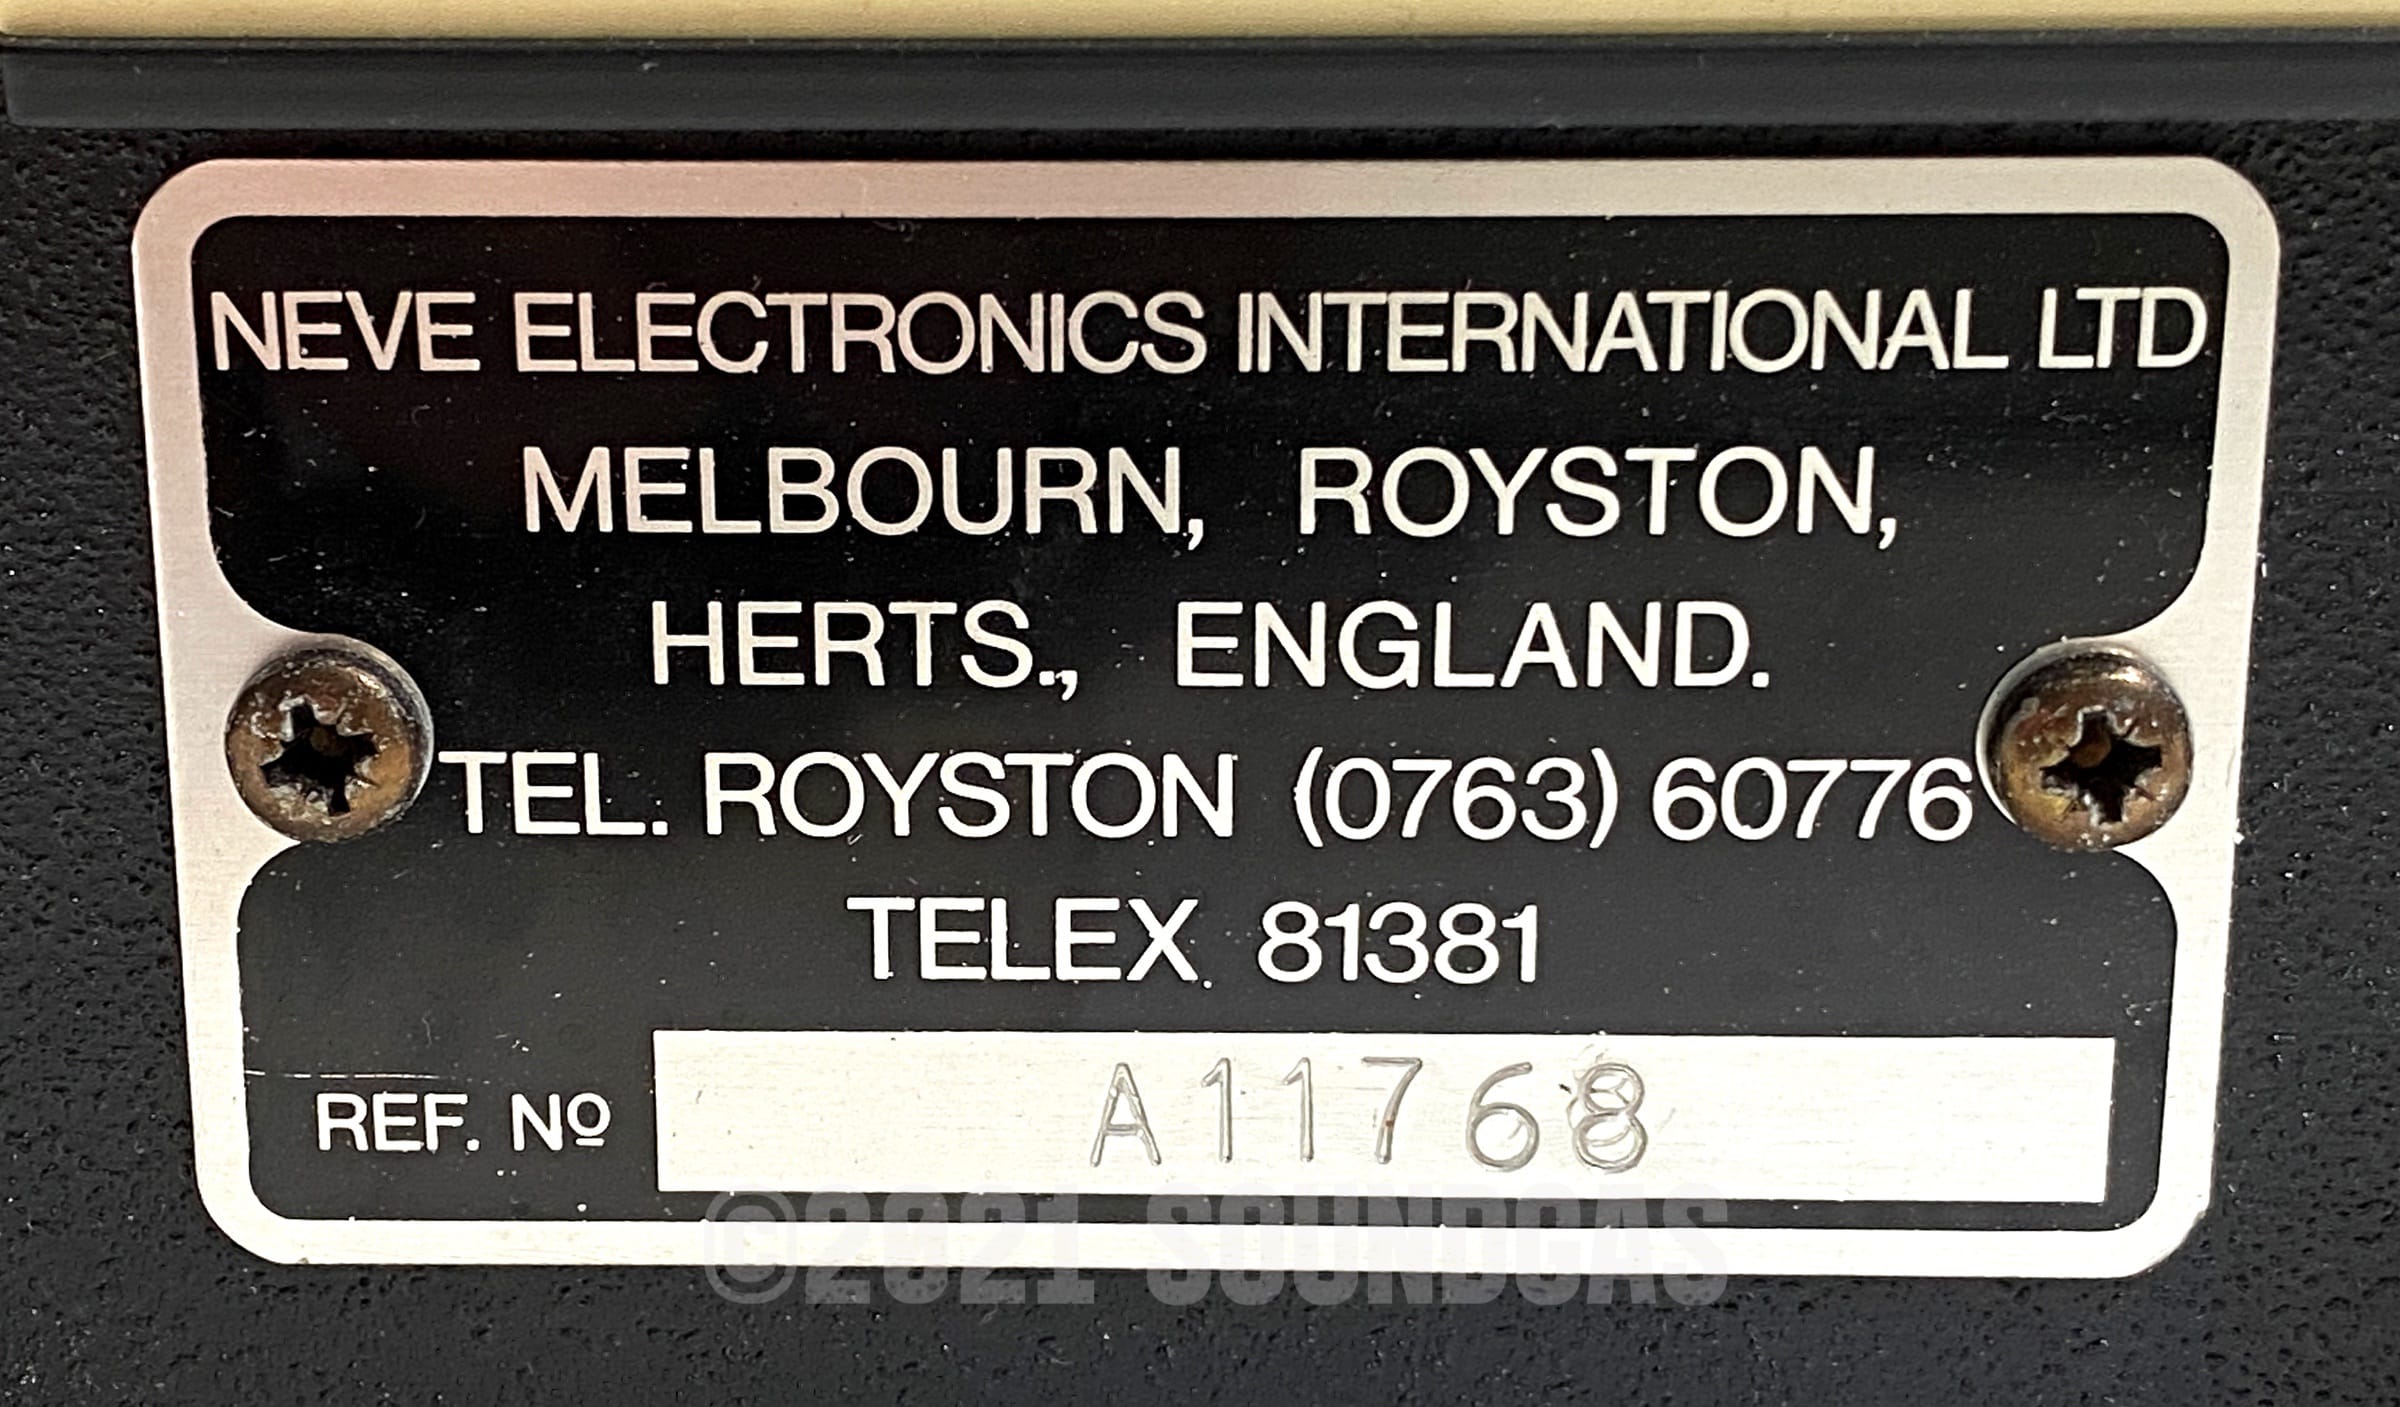 NEVE ELECTRONICS INTERNATIONAL LTD
MELBOURN, ROYSTON,
HERTS., ENGLAND.
TEL. ROYSTON (0763) 60776
TELEX 81381
REF. Nº A11768
©2021 SOUNDGAS